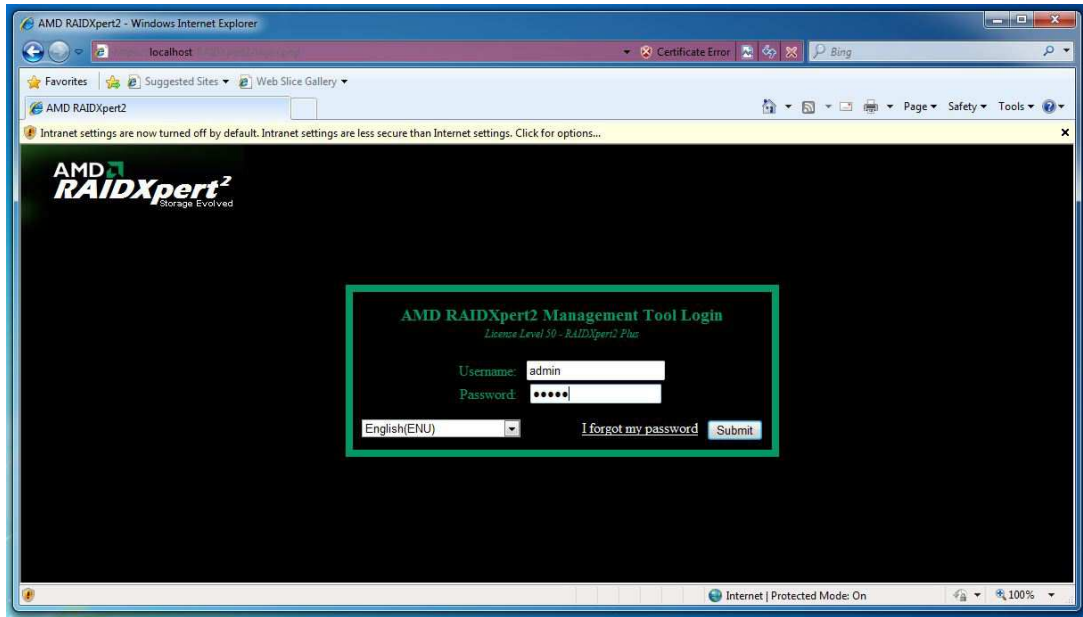 AMD RAIDXpert2 - Windows Internet Explorer
localhost
Certificate Error
Bing
Favorites Suggested Sites Web Slice Gallery
AMD RAIDXpert2
Page Safety Tools
Intranet settings are now turned off by default. Intranet settings are less secure than Internet settings. Click for options...
AMD
RAIDXpert2
Storage Evolved
AMD RAIDXpert2 Management Tool Login
License Level 50 - RAIDXpert2 Plus
Username: admin
Password: •••••
English(ENU) I forgot my password Submit
Internet | Protected Mode: On 100%